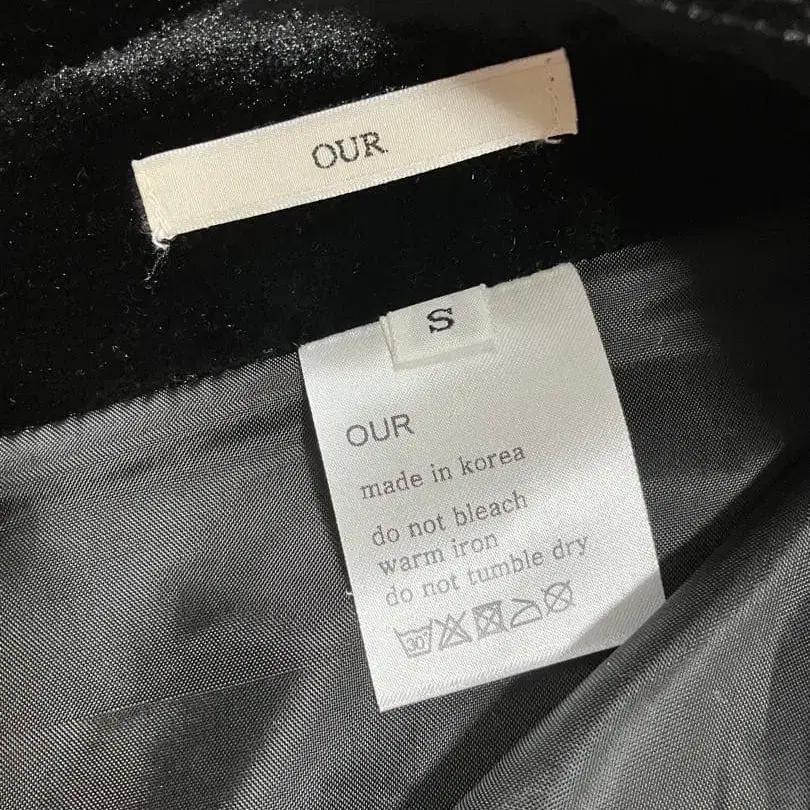 OUR
S
OUR
made in korea
do not bleach
warm iron
do not tumble dry
30